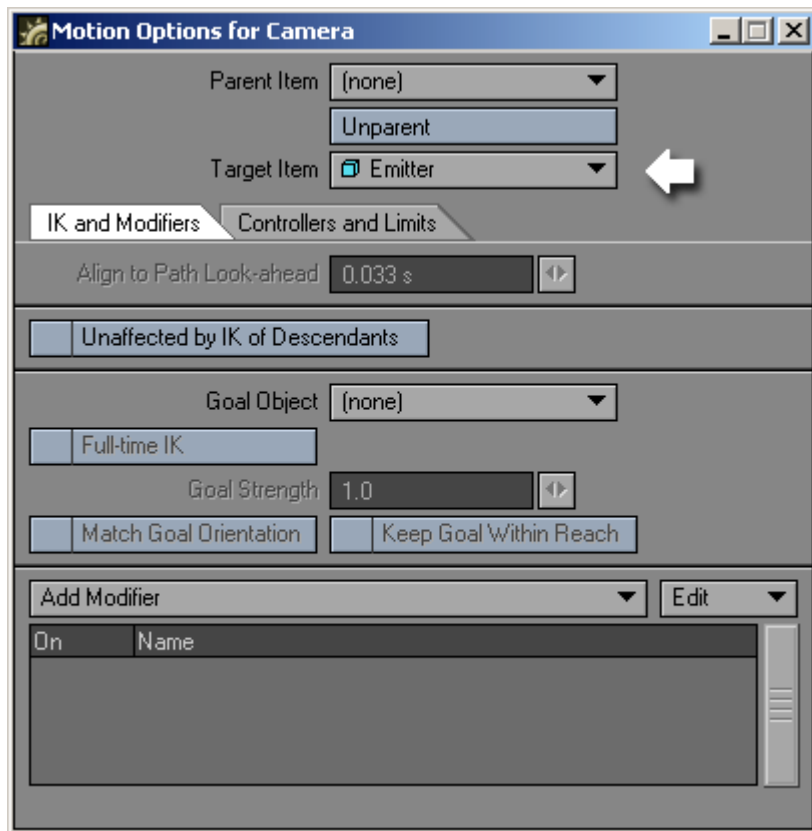 Motion Options for Camera
Parent Item (none)
Unparent
Target Item Emitter
IK and Modifiers Controllers and Limits
Align to Path Look-ahead 0.033 s
Unaffected by IK of Descendants
Goal Object (none)
Full-time IK
Goal Strength 1.0
Match Goal Orientation Keep Goal Within Reach
Add Modifier Edit
On Name